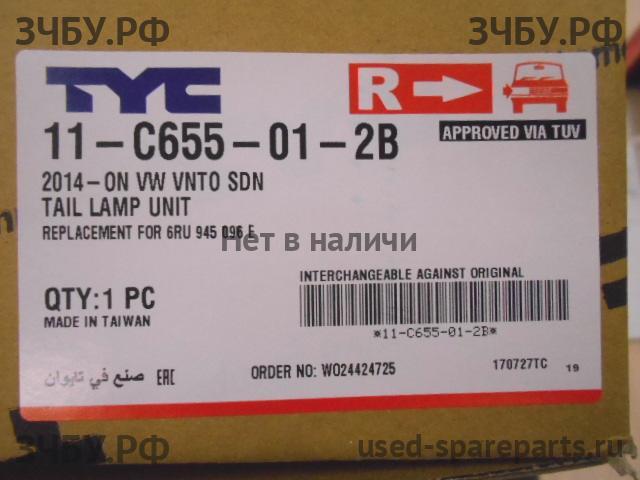 ЗЧБУ.РФ
ЗЧБУ.РФ
TYC
R
11-C655-01-2B
APPROVED VIA TUV
2014-ON VW VNTO SDN
TAIL LAMP UNIT
REPLACEMENT FOR 6RU 945 096 E
Нет в наличи
INTERCHANGEABLE AGAINST ORIGINAL
QTY:1 PC
MADE IN TAIWAN
*11-C655-01-2B*
صنع في تايوان EAC
ORDER NO: WO24424725
170727TC 19
ЗЧБУ.РФ
used-spareparts.ru